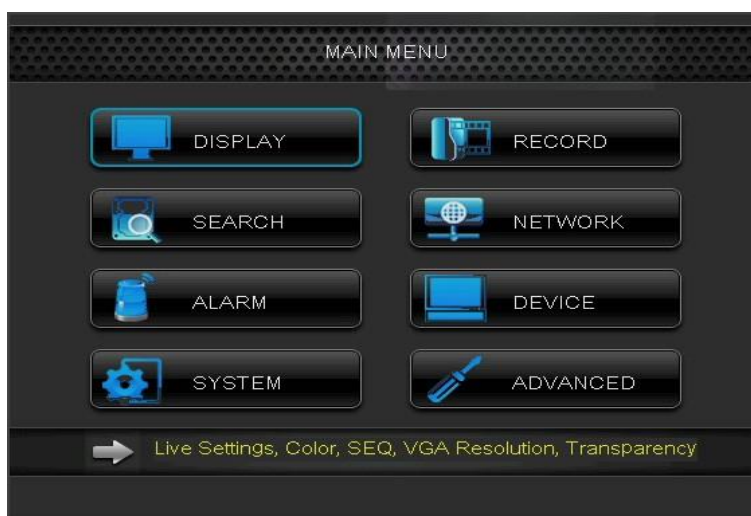 MAIN MENU
DISPLAY
RECORD
SEARCH
NETWORK
ALARM
DEVICE
SYSTEM
ADVANCED
Live Settings, Color, SEQ, VGA Resolution, Transparency